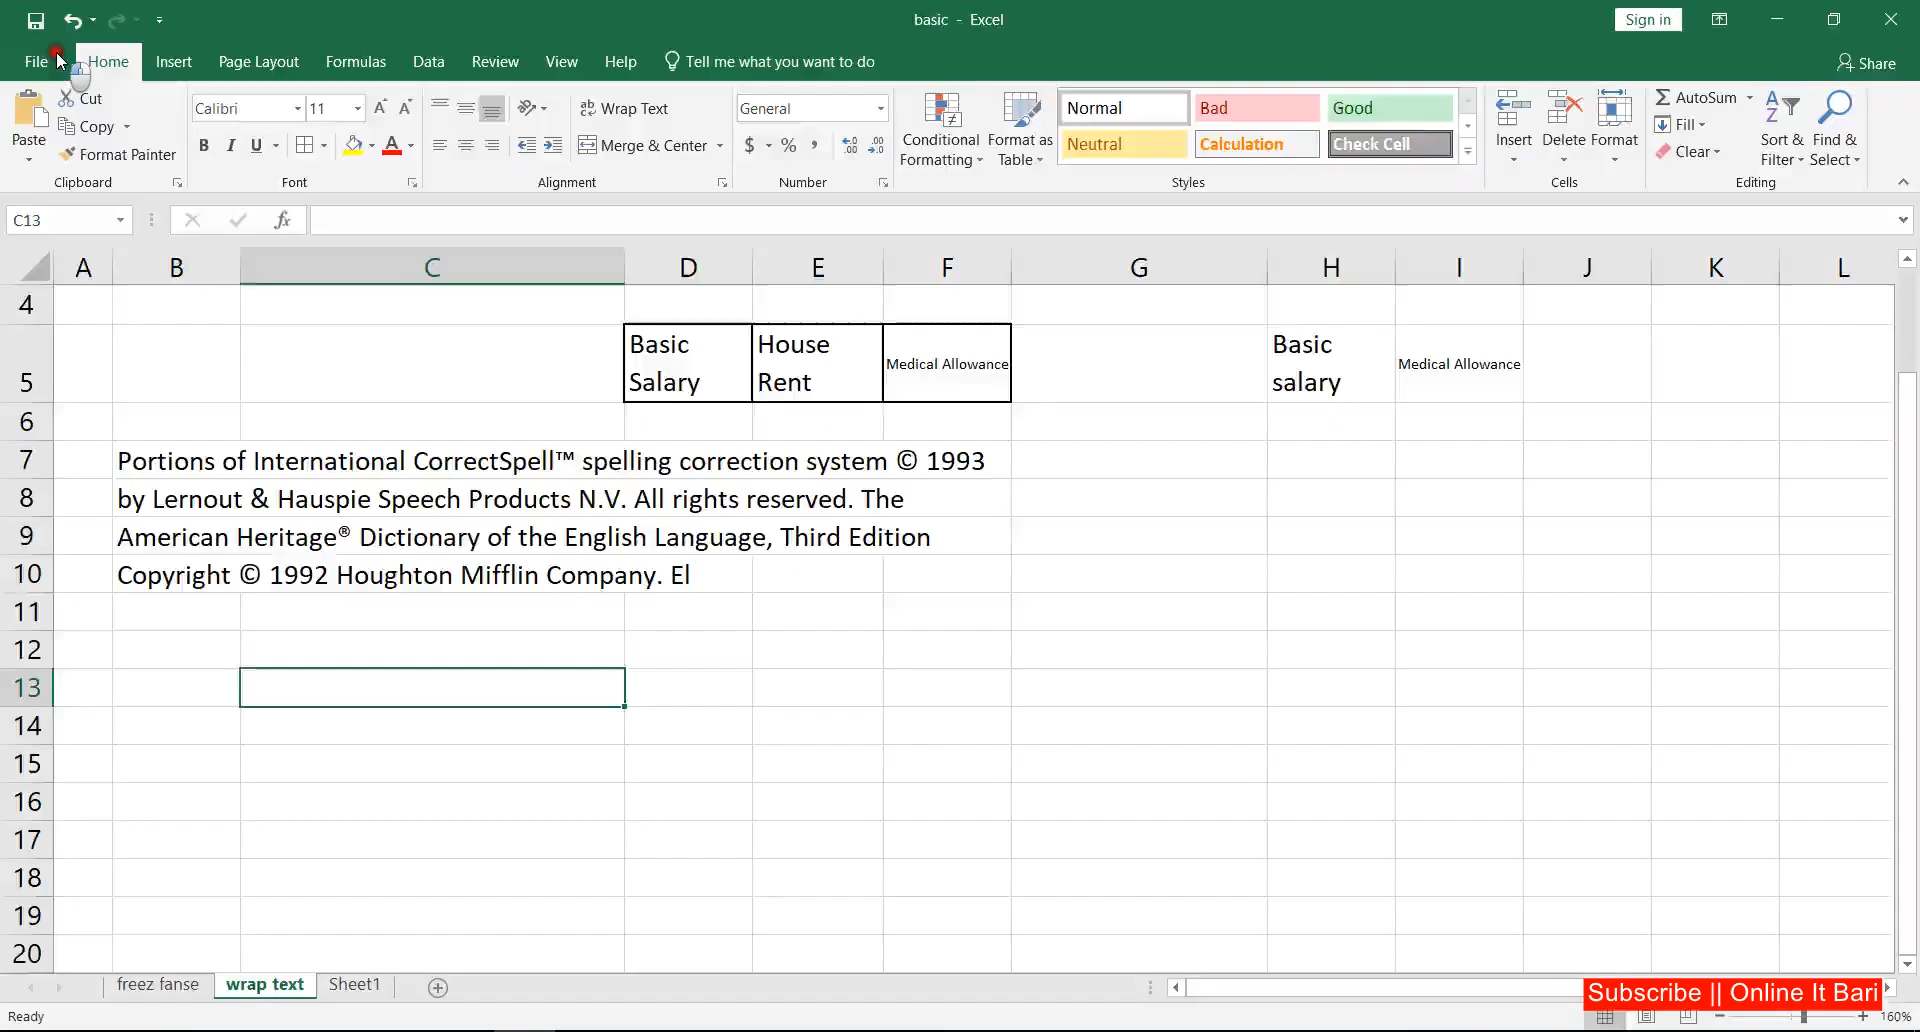 basic - Excel
Sign in
File Home Insert Page Layout Formulas Data Review View Help Tell me what you want to do
Share
Paste
Cut
Copy
Format Painter
Clipboard
Calibri 11
B I U A
Font
ab Wrap Text
Merge & Center
Alignment
General
$ % ,
Number
Conditional Formatting
Format as Table
Normal Bad Good
Neutral Calculation Check Cell
Styles
Insert Delete Format
Cells
AutoSum
Fill
Clear
Sort & Filter
Find & Select
Editing
C13 fx
A B C D E F G H I J K L
4
5 Basic Salary House Rent Medical Allowance Basic salary Medical Allowance
6
7 Portions of International CorrectSpell™ spelling correction system © 1993
8 by Lernout & Hauspie Speech Products N.V. All rights reserved. The
9 American Heritage® Dictionary of the English Language, Third Edition
10 Copyright © 1992 Houghton Mifflin Company. El
11
12
13
14
15
16
17
18
19
20
freez fanse wrap text Sheet1
Subscribe || Online It Bari
Ready
160%